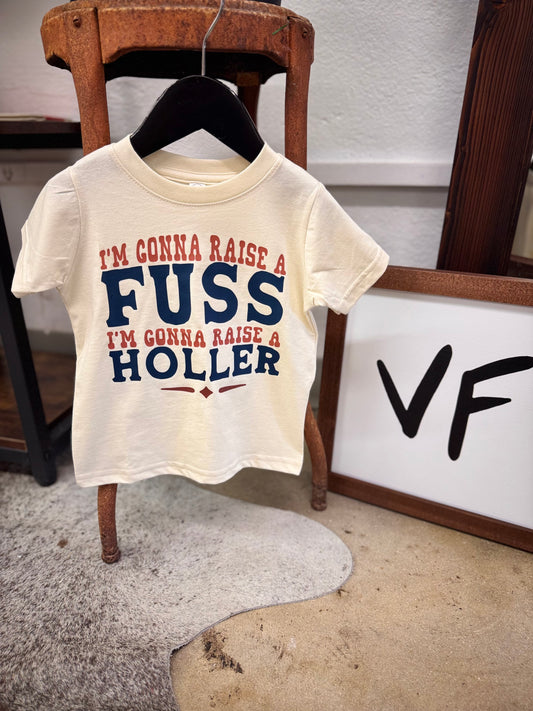 I'M GONNA RAISE A
FUSS
I'M GONNA RAISE A
HOLLER
VF